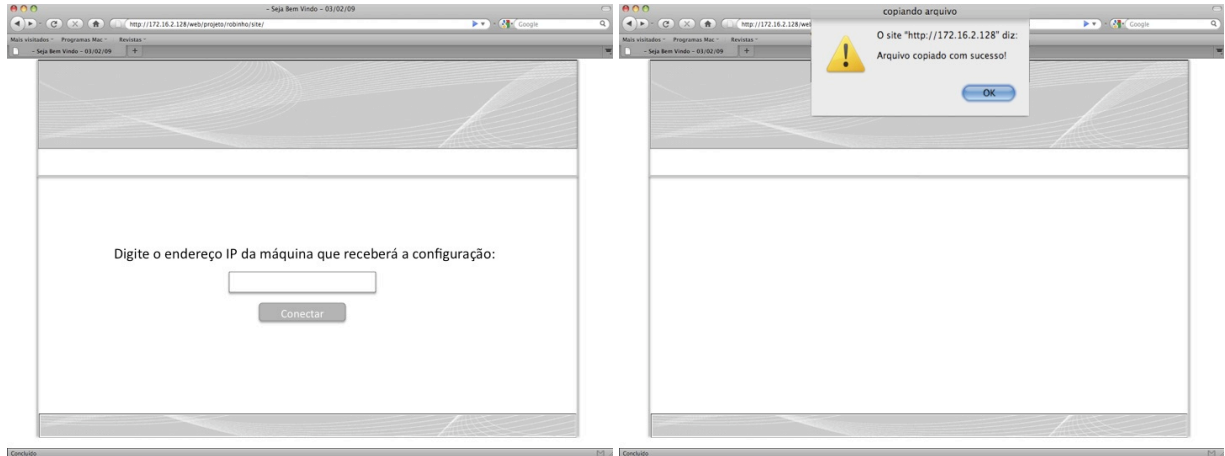 - Seja Bem Vindo - 03/02/09
http://172.16.2.128/web/projeto/robinho/site/
Google
Mais visitados Programas Mac Revistas
- Seja Bem Vindo - 03/02/09
Digite o endereço IP da máquina que receberá a configuração:
Conectar
Concluído
copiando arquivo
http://172.16.2.128/wel
Google
Mais visitados Programas Mac Revistas
- Seja Bem Vindo - 03/02/09
O site "http://172.16.2.128" diz:
Arquivo copiado com sucesso!
OK
Concluído